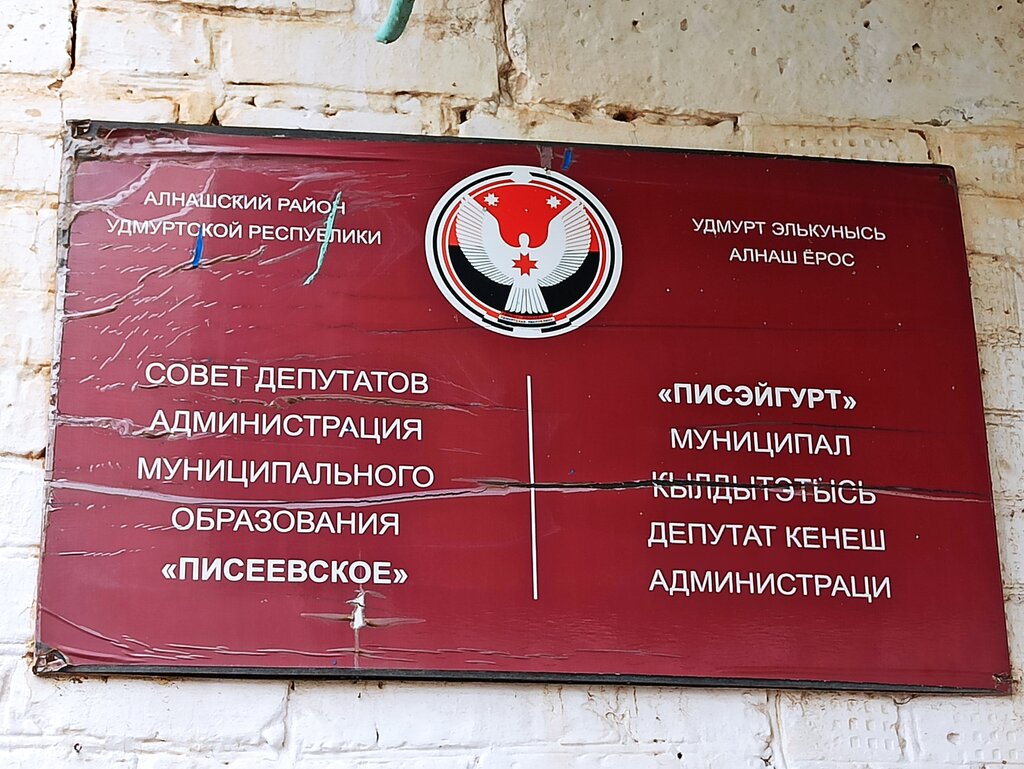 АЛНАШСКИЙ РАЙОН
УДМУРТСКОЙ РЕСПУБЛИКИ
УДМУРТ ЭЛЬКУНЫСЬ
АЛНАШ ЁРОС
СОВЕТ ДЕПУТАТОВ
АДМИНИСТРАЦИЯ
МУНИЦИПАЛЬНОГО
ОБРАЗОВАНИЯ
«ПИСЕЕВСКОЕ»
«ПИСЭЙГУРТ»
МУНИЦИПАЛ
КЫЛДЫТЭТЫСЬ
ДЕПУТАТ КЕНЕШ
АДМИНИСТРАЦИ